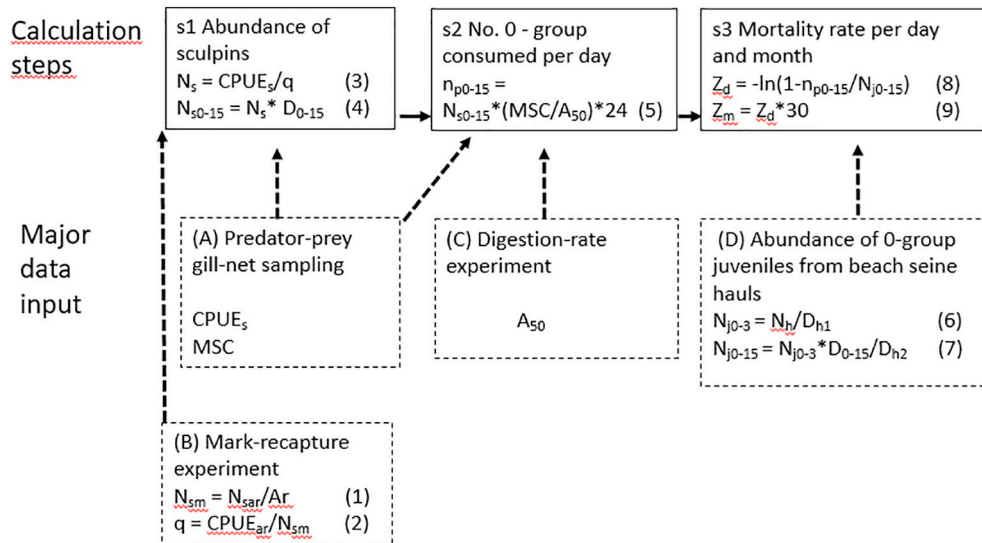 Calculation
steps
s1 Abundance of
sculpins
Nₛ = CPUEₛ/q (3)
Nₛ₀₋₁₅ = Nₛ* D₀₋₁₅ (4)
s2 No. 0 - group
consumed per day
nₚ₀₋₁₅ =
Nₛ₀₋₁₅*(MSC/A₅₀)*24 (5)
s3 Mortality rate per day
and month
Z_d = -ln(1-nₚ₀₋₁₅/Nⱼ₀₋₁₅) (8)
Zₘ = Z_d*30 (9)
Major
data
input
(A) Predator-prey
gill-net sampling
CPUEₛ
MSC
(C) Digestion-rate
experiment
A₅₀
(D) Abundance of 0-group
juveniles from beach seine
hauls
Nⱼ₀₋₃ = Nₕ/Dₕ₁ (6)
Nⱼ₀₋₁₅ = Nⱼ₀₋₃*D₀₋₁₅/Dₕ₂ (7)
(B) Mark-recapture
experiment
Nₛₘ = Nₛₐᵣ/Ar (1)
q = CPUEₐᵣ/Nₛₘ (2)